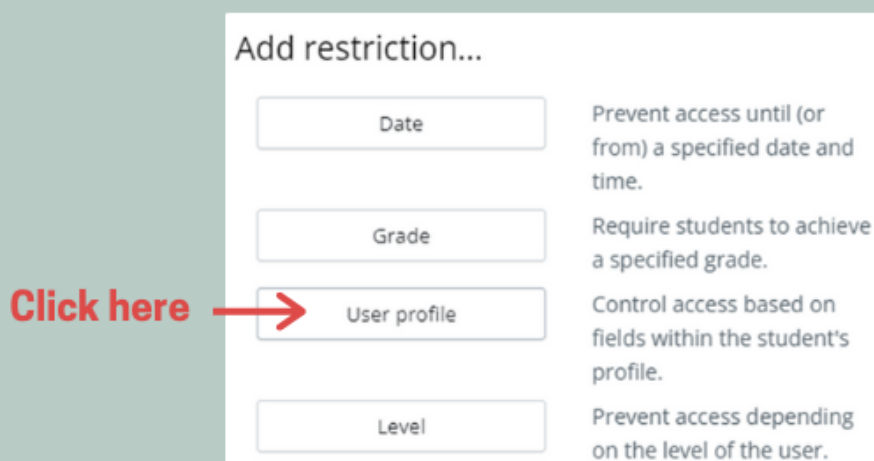 Add restriction...
Date
Prevent access until (or
from) a specified date and
time.
Grade
Require students to achieve
a specified grade.
Click here
User profile
Control access based on
fields within the student's
profile.
Level
Prevent access depending
on the level of the user.